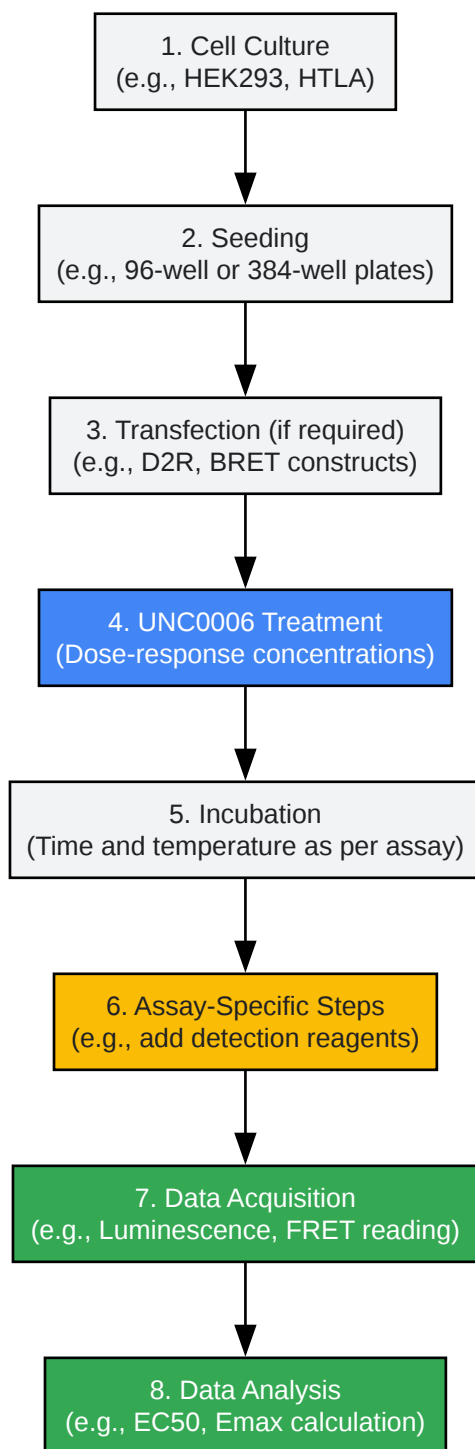 1. Cell Culture
(e.g., HEK293, HTLA)
2. Seeding
(e.g., 96-well or 384-well plates)
3. Transfection (if required)
(e.g., D2R, BRET constructs)
4. UNC0006 Treatment
(Dose-response concentrations)
5. Incubation
(Time and temperature as per assay)
6. Assay-Specific Steps
(e.g., add detection reagents)
7. Data Acquisition
(e.g., Luminescence, FRET reading)
8. Data Analysis
(e.g., EC50, Emax calculation)